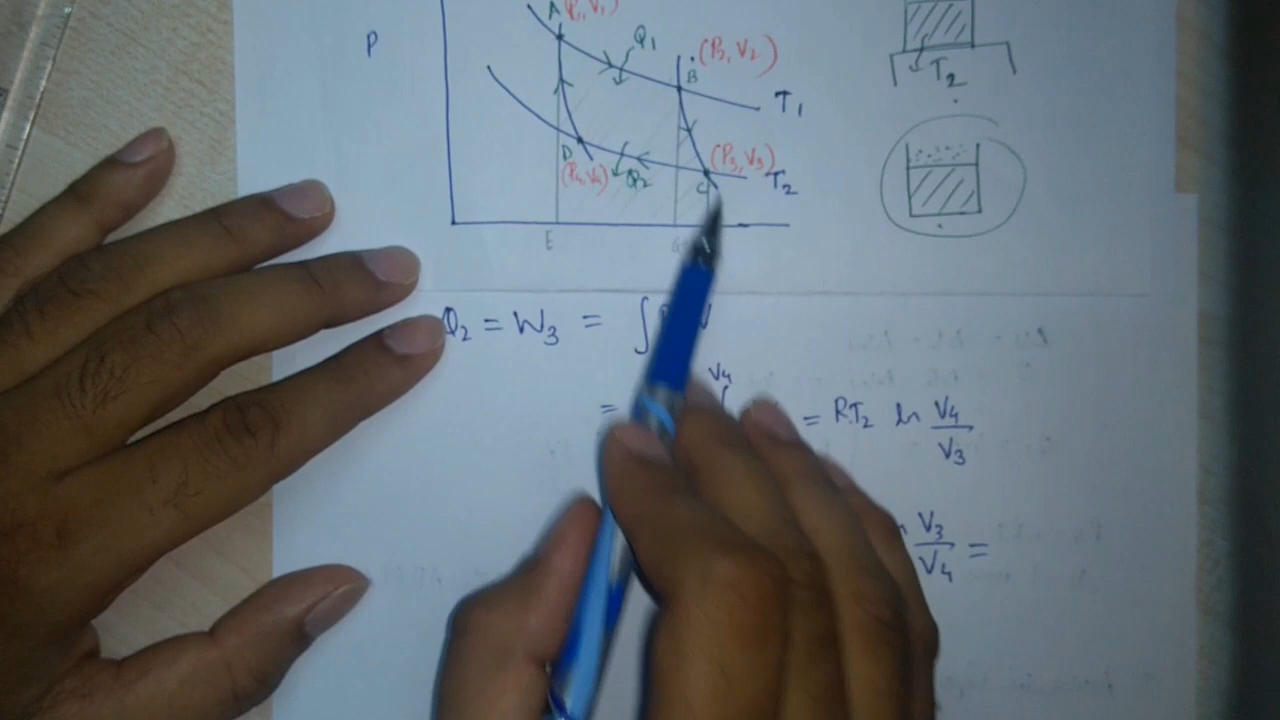 A (P₁, V₁)
P
Q₁
(P₂, V₂)
B
T₁
T₂
D
(P₄, V₄)
Q₂
(P₃, V₃)
C
T₂
E
Q₂ = W₃ = ∫
= V₄ = RT₂ ln V₄/V₃
V₃/V₄ =